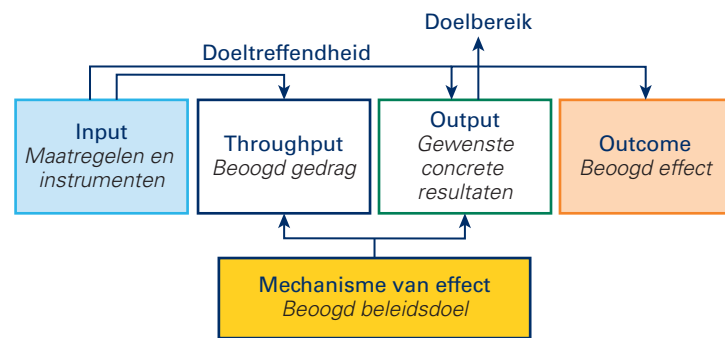 Doelbereik
Doeltreffendheid
Input
Maatregelen en
instrumenten
Throughput
Beoogd gedrag
Output
Gewenste
concrete
resultaten
Outcome
Beoogd effect
Mechanisme van effect
Beoogd beleidsdoel